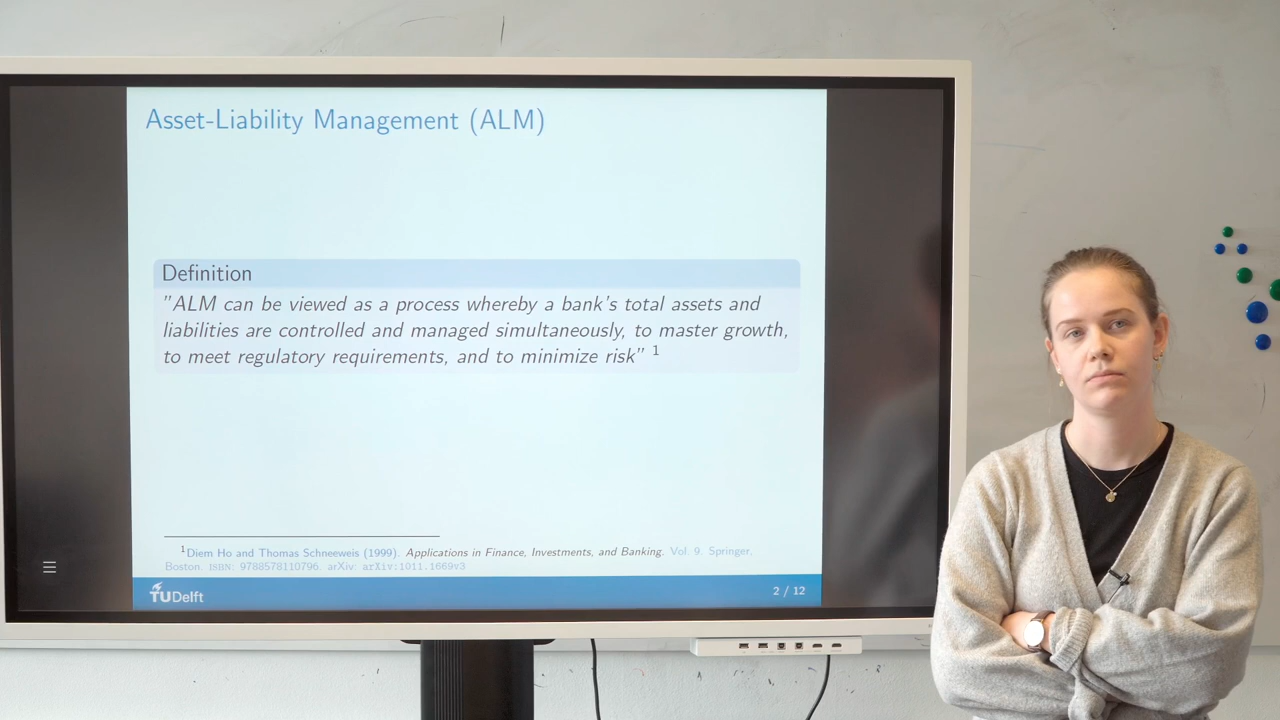 Asset-Liability Management (ALM)
Definition
"ALM can be viewed as a process whereby a bank's total assets and
liabilities are controlled and managed simultaneously, to master growth,
to meet regulatory requirements, and to minimize risk" 1
1Diem Ho and Thomas Schneeweis (1999). Applications in Finance, Investments, and Banking. Vol. 9. Springer,
Boston. ISBN: 9788578110796. arXiv: arXiv:1011.1669v3
TUDelft
2 / 12